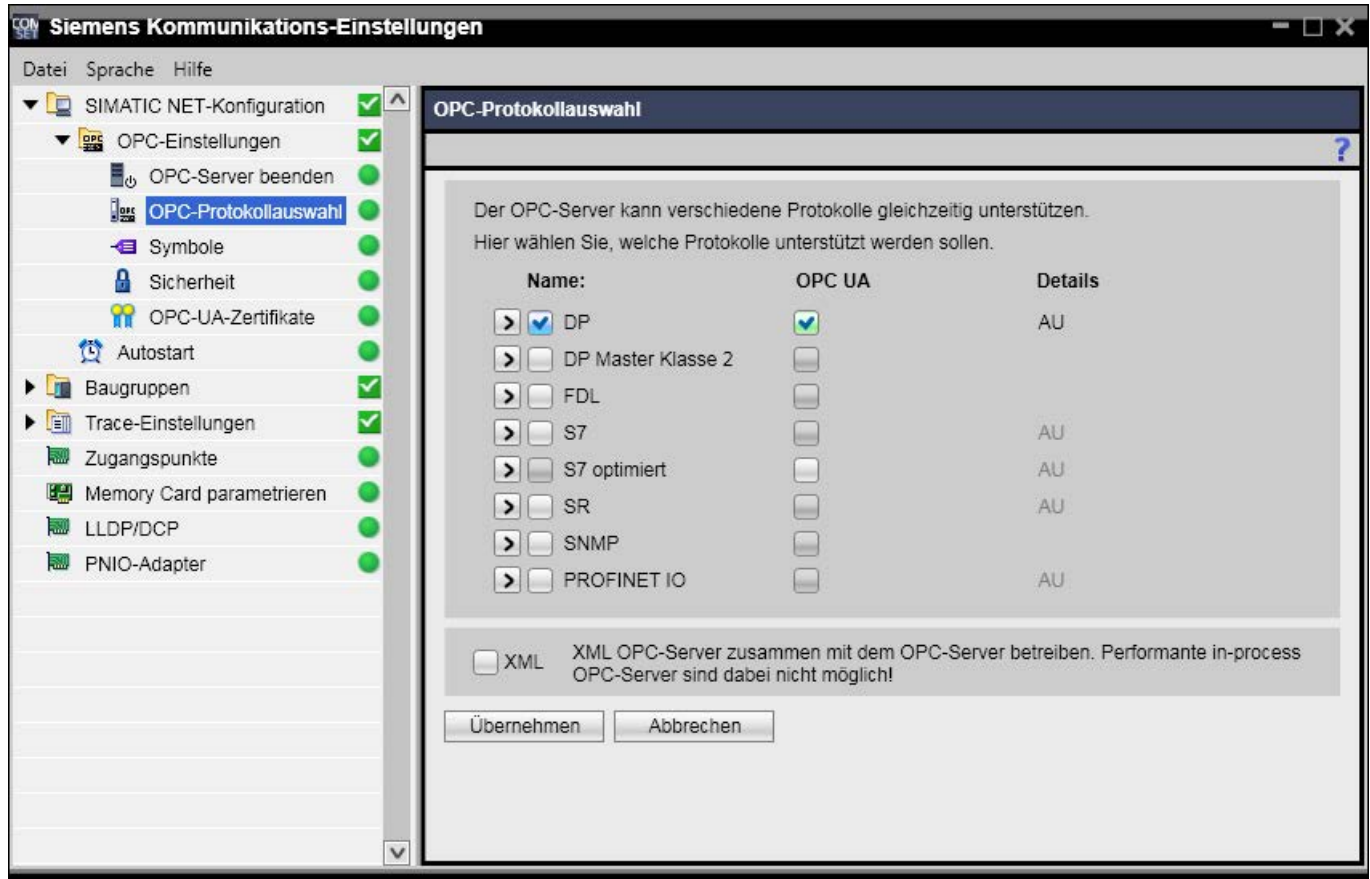 CON
SET
Siemens Kommunikations-Einstellungen
Datei Sprache Hilfe
SIMATIC NET-Konfiguration
OPC-Einstellungen
OPC-Server beenden
OPC-Protokollauswahl
Symbole
Sicherheit
OPC-UA-Zertifikate
Autostart
Baugruppen
Trace-Einstellungen
Zugangspunkte
Memory Card parametrieren
LLDP/DCP
PNIO-Adapter
OPC-Protokollauswahl
?
Der OPC-Server kann verschiedene Protokolle gleichzeitig unterstützen.
Hier wählen Sie, welche Protokolle unterstützt werden sollen.
Name: OPC UA Details
DP AU
DP Master Klasse 2
FDL
S7 AU
S7 optimiert AU
SR AU
SNMP
PROFINET IO AU
XML XML OPC-Server zusammen mit dem OPC-Server betreiben. Performante in-process
OPC-Server sind dabei nicht möglich!
Übernehmen Abbrechen